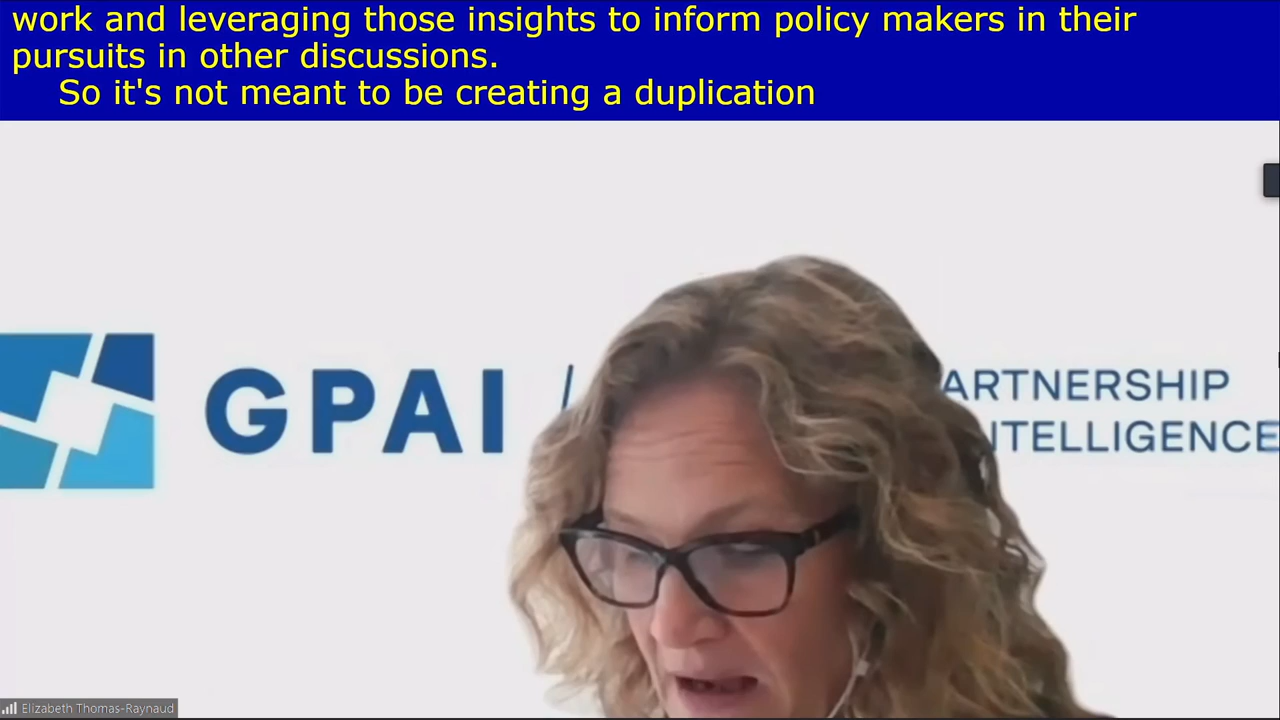 work and leveraging those insights to inform policy makers in their
pursuits in other discussions.
So it's not meant to be creating a duplication
GPAI
ARTNERSHIP
NTELLIGENCE
Elizabeth Thomas-Raynaud